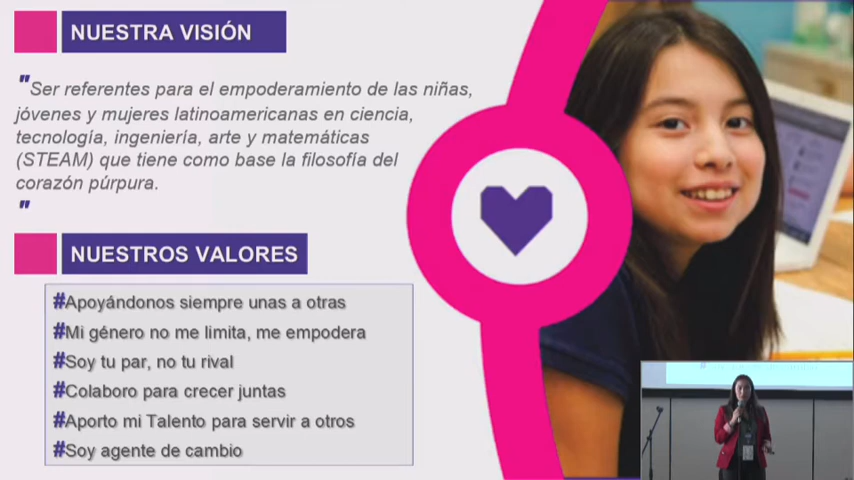 NUESTRA VISIÓN
"Ser referentes para el empoderamiento de las niñas,
jóvenes y mujeres latinoamericanas en ciencia,
tecnología, ingeniería, arte y matemáticas
(STEAM) que tiene como base la filosofía del
corazón púrpura.
"
NUESTROS VALORES
#Apoyándonos siempre unas a otras
#Mi género no me limita, me empodera
#Soy tu par, no tu rival
#Colaboro para crecer juntas
#Aporto mi Talento para servir a otros
#Soy agente de cambio